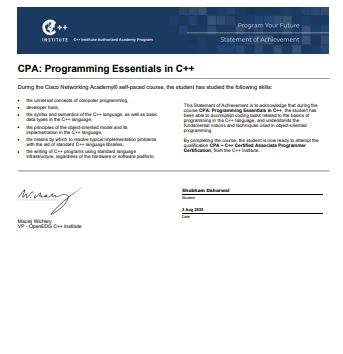 C++
INSTITUTE
C++ Institute Authorized Academy Program
Program Your Future
Statement of Achievement
CPA: Programming Essentials in C++
During the Cisco Networking Academy® self-paced course, the student has studied the following skills:
• the universal concepts of computer programming,
• developer tools,
• the syntax and semantics of the C++ language, as well as basic
data types in the C++ language,
• the principles of the object-oriented model and its
implementation in the C++ language,
• the means by which to resolve typical implementation problems
with the aid of standard C++ language libraries,
• the writing of C++ programs using standard language
infrastructure, regardless of the hardware or software platform.
This Statement of Achievement is to acknowledge that during the
course CPA: Programming Essentials in C++, the student has
been able to accomplish coding tasks related to the basics of
programming in the C++ language, and understands the
fundamental notions and techniques used in object-oriented
programming.
By completing the course, the student is now ready to attempt the
qualification CPA – C++ Certified Associate Programmer
Certification, from the C++ Institute.
Maciej Wichary
VP - OpenEDG C++ Institute
Shubham Daharwal
Student
2 Aug 2023
Date